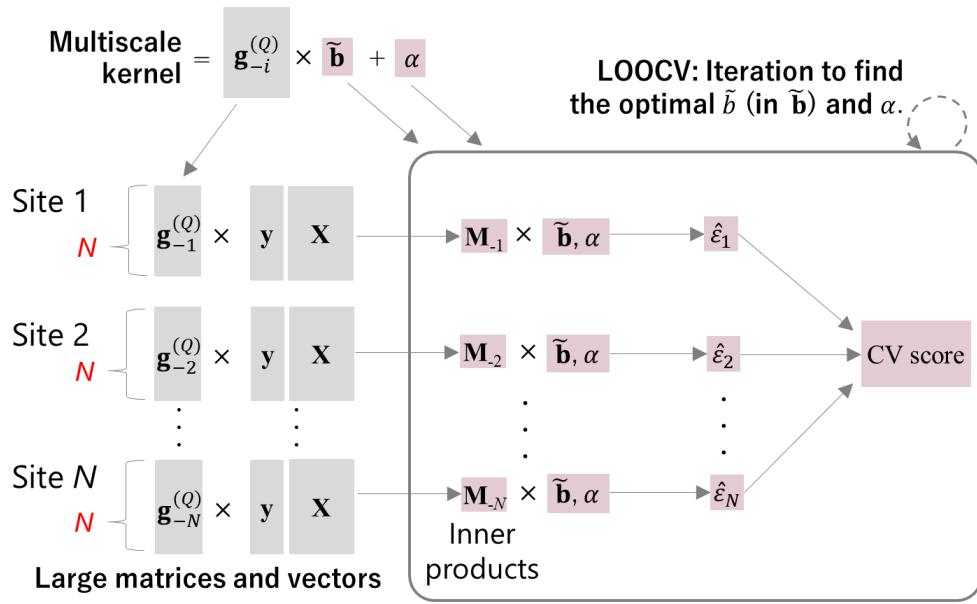 Multiscale kernel = g_{-i}^{(Q)} × b̃ + α
LOOCV: Iteration to find
the optimal b̃ (in b̃) and α.
Site 1
N
g_{-1}^{(Q)} × y X
M_{-1} × b̃, α
ε̂_1
Site 2
N
g_{-2}^{(Q)} × y X
M_{-2} × b̃, α
ε̂_2
CV score
Site N
N
g_{-N}^{(Q)} × y X
M_{-N} × b̃, α
ε̂_N
Inner
products
Large matrices and vectors